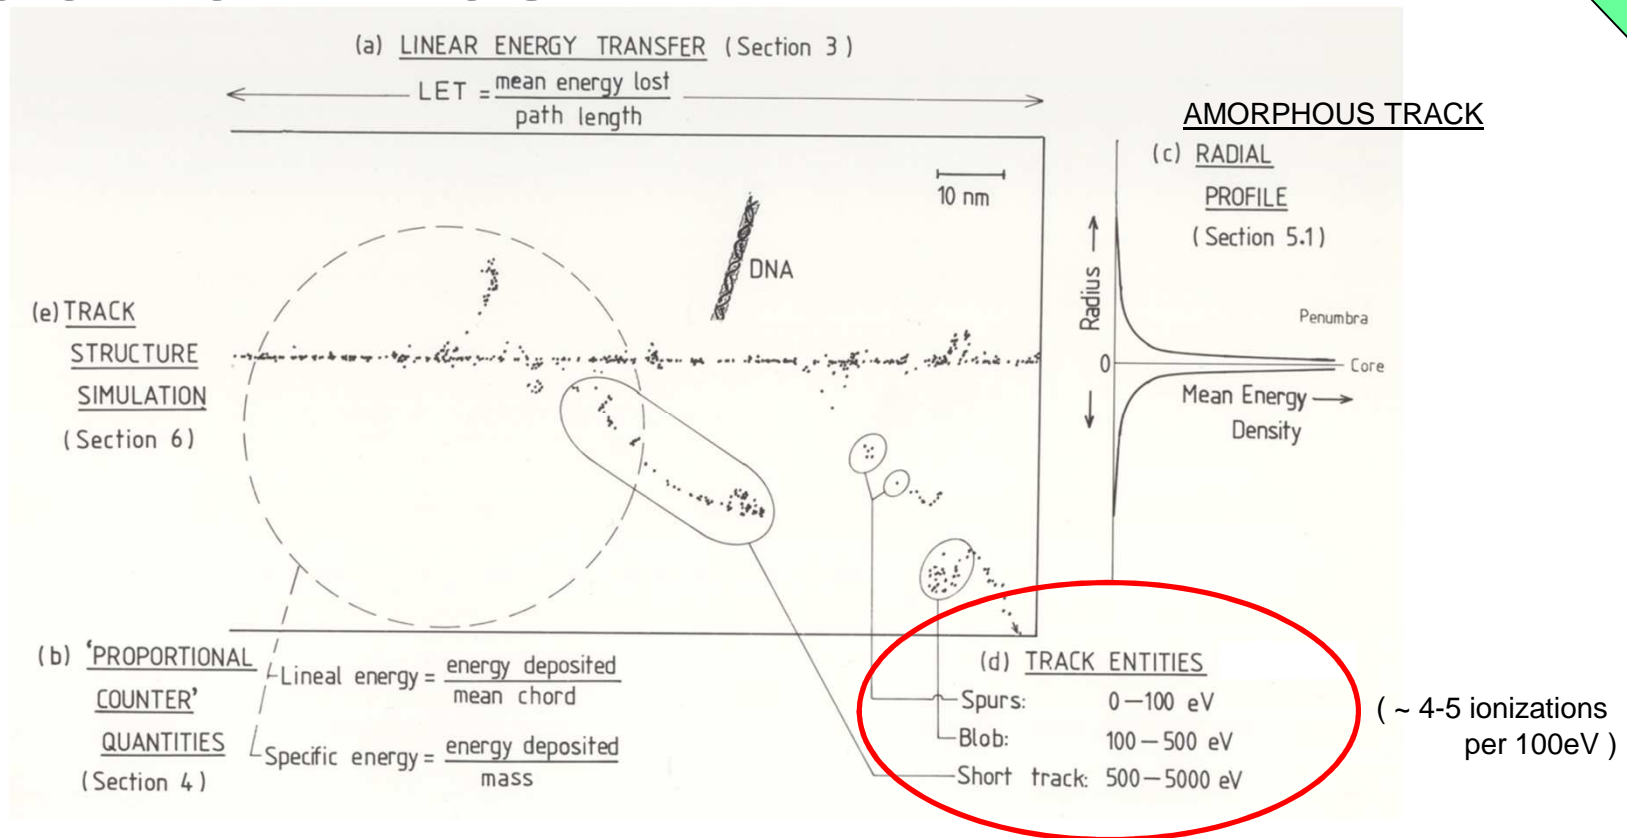 (a) LINEAR ENERGY TRANSFER (Section 3)
LET = mean energy lost
path length
AMORPHOUS TRACK
(c) RADIAL
PROFILE
(Section 5.1)
10 nm
DNA
Radius
0
Penumbra
Core
Mean Energy
Density
(e) TRACK
STRUCTURE
SIMULATION
(Section 6)
(b) 'PROPORTIONAL
COUNTER'
QUANTITIES
(Section 4)
Lineal energy = energy deposited
mean chord
Specific energy = energy deposited
mass
(d) TRACK ENTITIES
Spurs: 0—100 eV
Blob: 100 – 500 eV
Short track: 500–5000 eV
( ~ 4-5 ionizations
per 100eV )